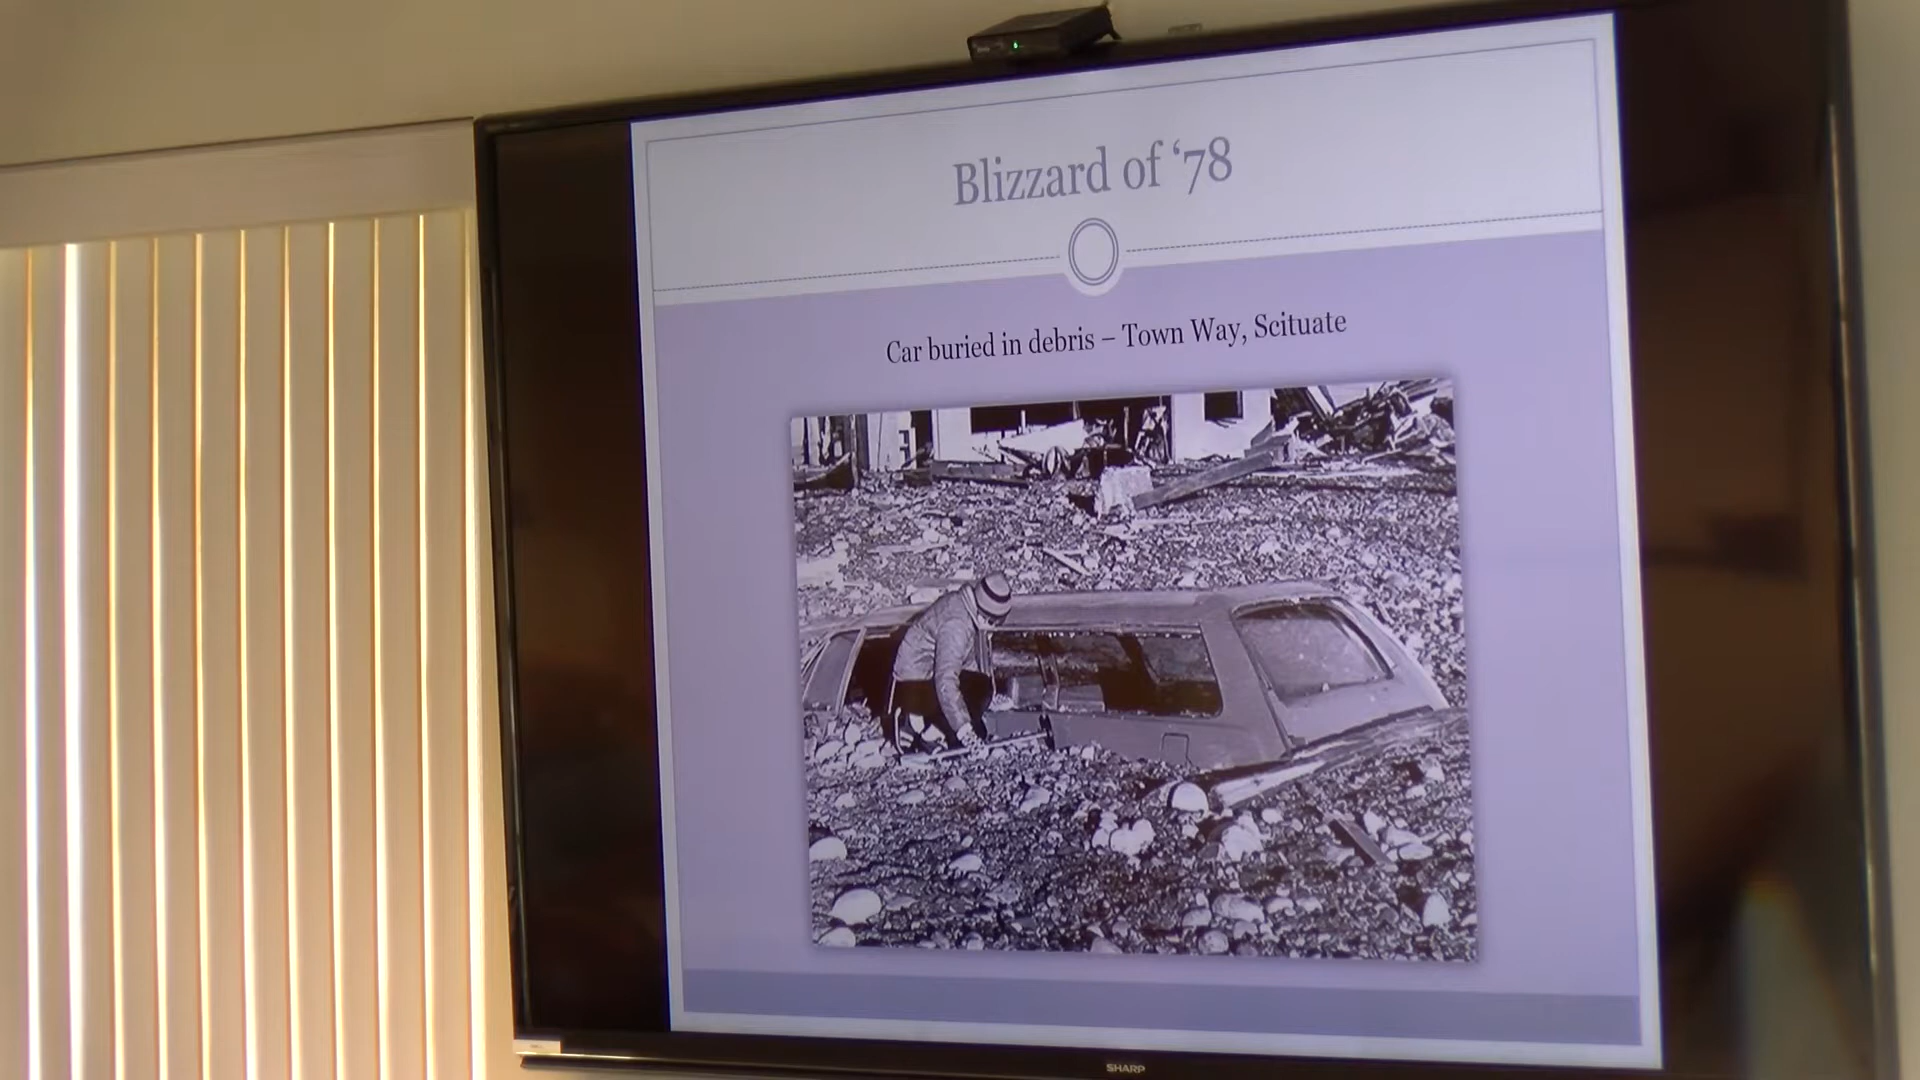 Blizzard of ‘78
Car buried in debris – Town Way, Scituate
SHARP